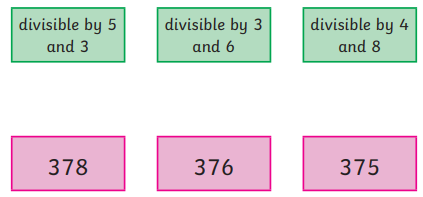 divisible by 5
and 3
divisible by 3
and 6
divisible by 4
and 8
378
376
375